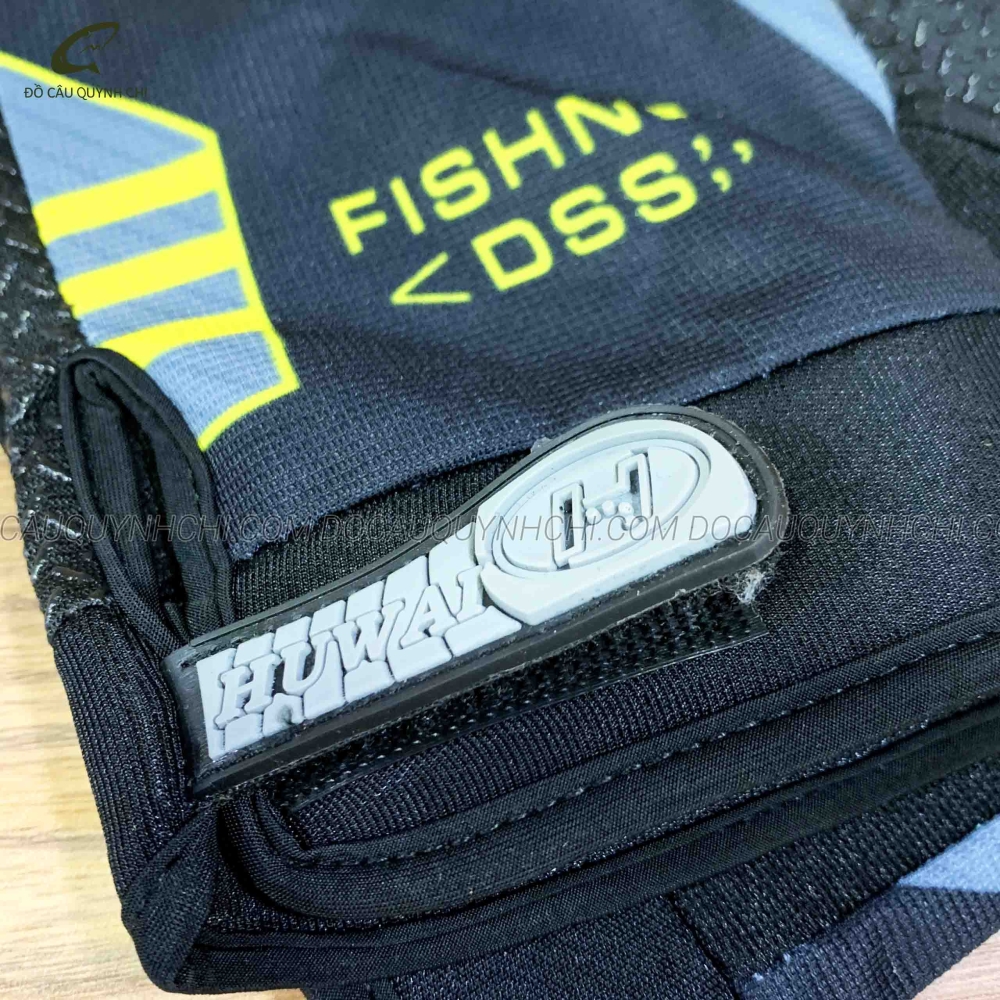 ĐỒ CÂU QUỲNH CHI
FISHN
<DSS
CAUQUYNHCHI.COM DOCAUQUYNHCHI.COM DOCAUQUYNHCHI.
HUWAI
H